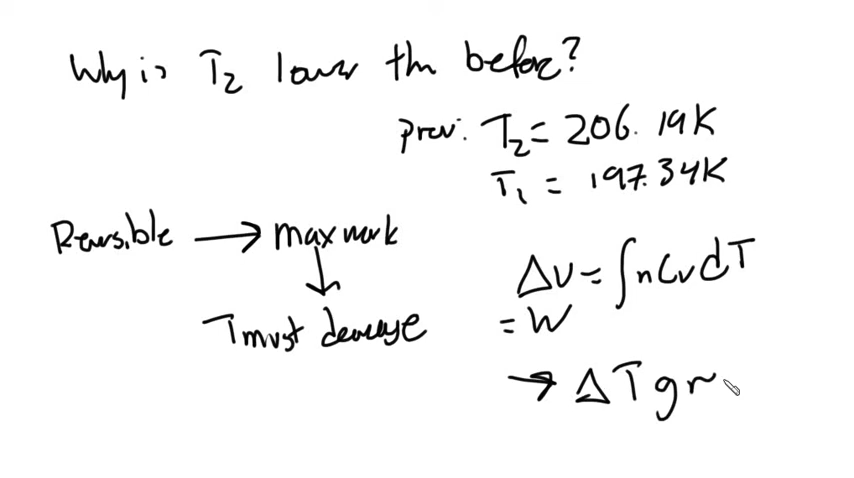 Why is T₂ lower thn before?
prev: T₂ = 206.19K
T₁ = 197.34K
Reversible → max work
↓
T must decrease
ΔU = ∫nCvdT
= W
→ ΔT gr